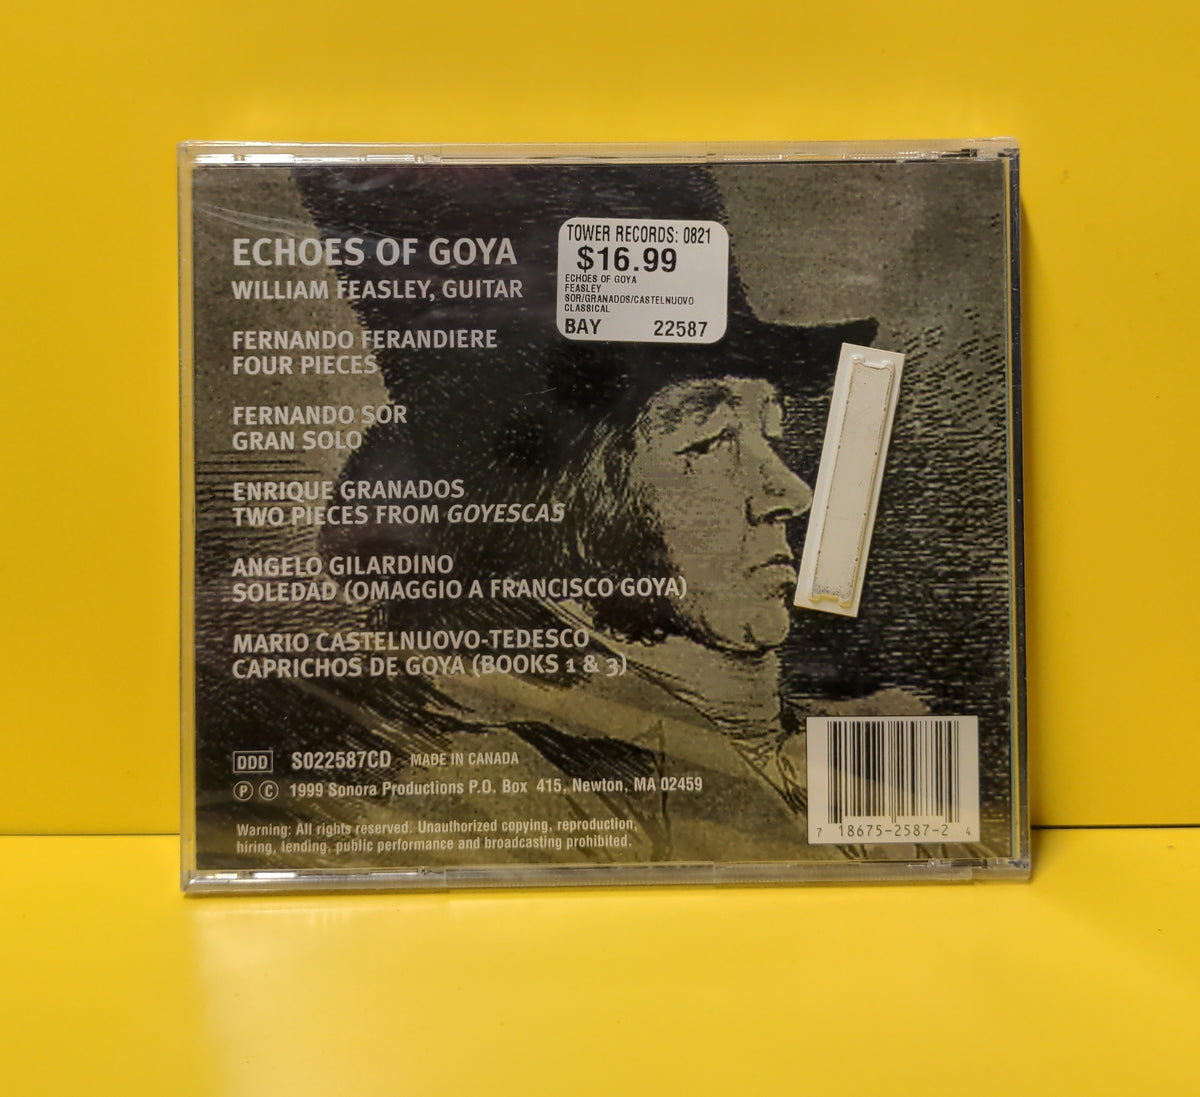 ECHOES OF GOYA
WILLIAM FEASLEY, GUITAR
FERNANDO FERANDIERE
FOUR PIECES
FERNANDO SOR
GRAN SOLO
ENRIQUE GRANADOS
TWO PIECES FROM GOYESCAS
ANGELO GILARDINO
SOLEDAD (OMAGGIO A FRANCISCO GOYA)
MARIO CASTELNUOVO-TEDESCO
CAPRICHOS DE GOYA (BOOKS 1 & 3)
TOWER RECORDS: 0821
$16.99
ECHOES OF GOYA
FEASLEY
SOR/GRANADOS/CASTELNUOVO
CLASSICAL
BAY 22587
DDD SO22587CD MADE IN CANADA
Ⓟ Ⓒ 1999 Sonora Productions P.O. Box 415, Newton, MA 02459
Warning: All rights reserved. Unauthorized copying, reproduction,
hiring, lending, public performance and broadcasting prohibited.
7 18675-2587-2 4